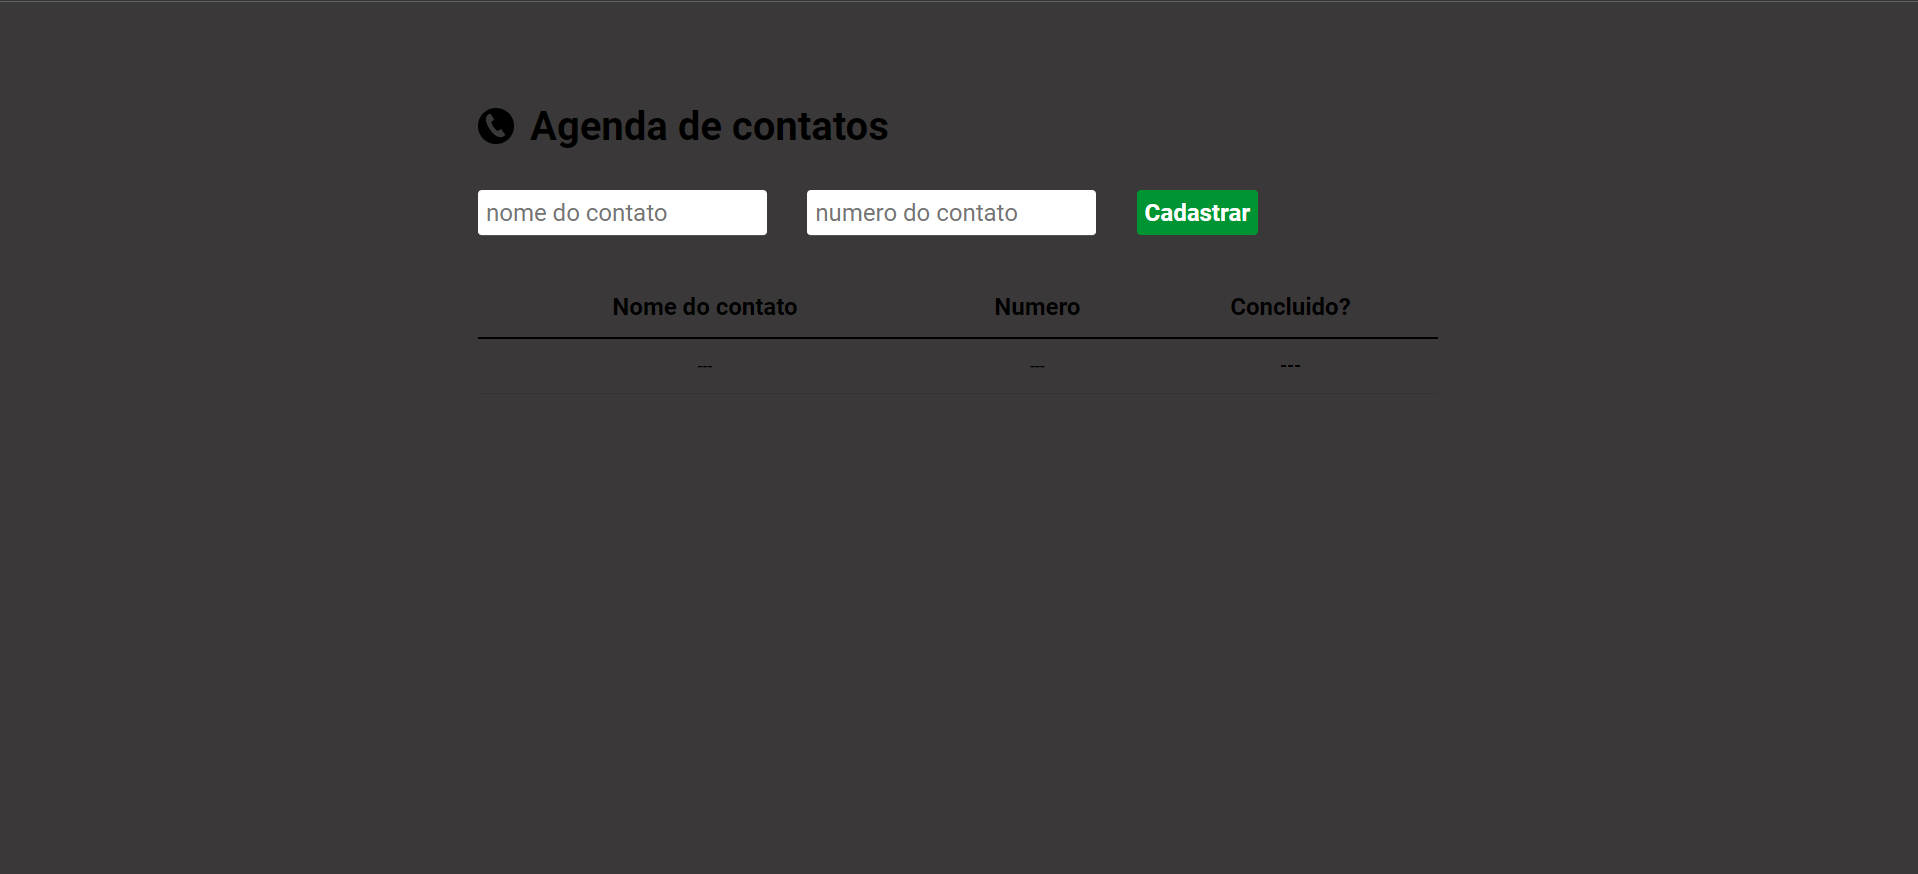 Agenda de contatos
nome do contato numero do contato Cadastrar
Nome do contato Numero Concluido?
--- --- ---